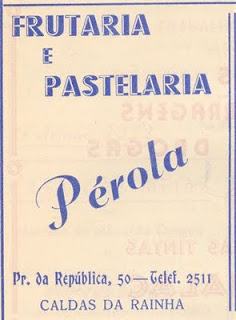 FRUTARIA
E
PASTELARIA
Pérola
Pr. da República, 50—Telef. 2511
CALDAS DA RAINHA